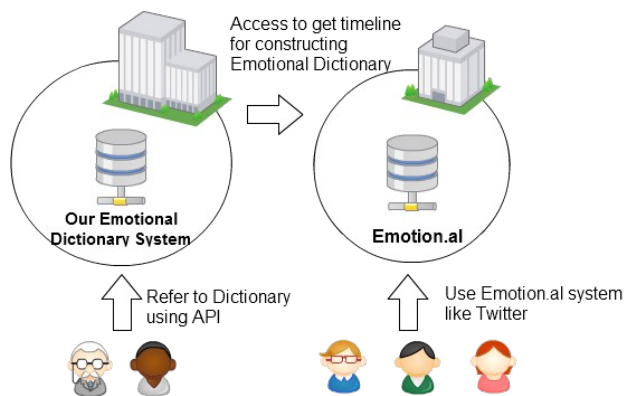 Access to get timeline
for constructing
Emotional Dictionary
Our Emotional
Dictionary System
Emotion.al
Refer to Dictionary
using API
Use Emotion.al system
like Twitter